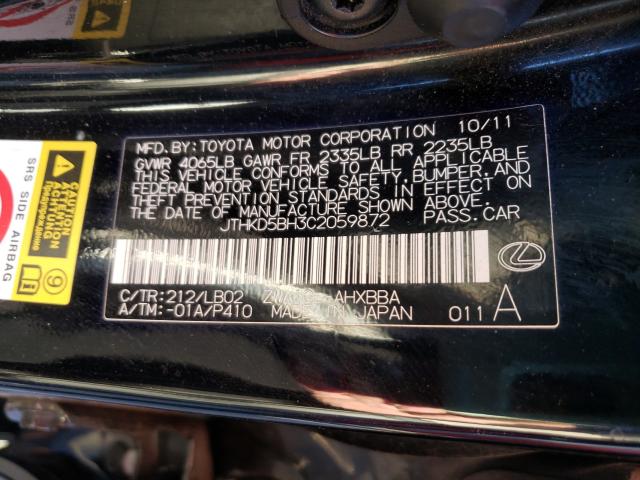 MFD. BY: TOYOTA MOTOR CORPORATION 10/11
GVWR 4065LB GAWR FR 2335LB RR 2235LB
THIS VEHICLE CONFORMS TO ALL APPLICABLE
FEDERAL MOTOR VEHICLE SAFETY, BUMPER, AND
THEFT PREVENTION STANDARDS IN EFFECT ON
THE DATE OF MANUFACTURE SHOWN ABOVE.
JTHKD5BH3C2059872 PASS. CAR
C/TR: 212/LB02 AHXBBA
A/TM: -01A/P410 MADE IN JAPAN 011 A
SRS SIDE AIRBAG